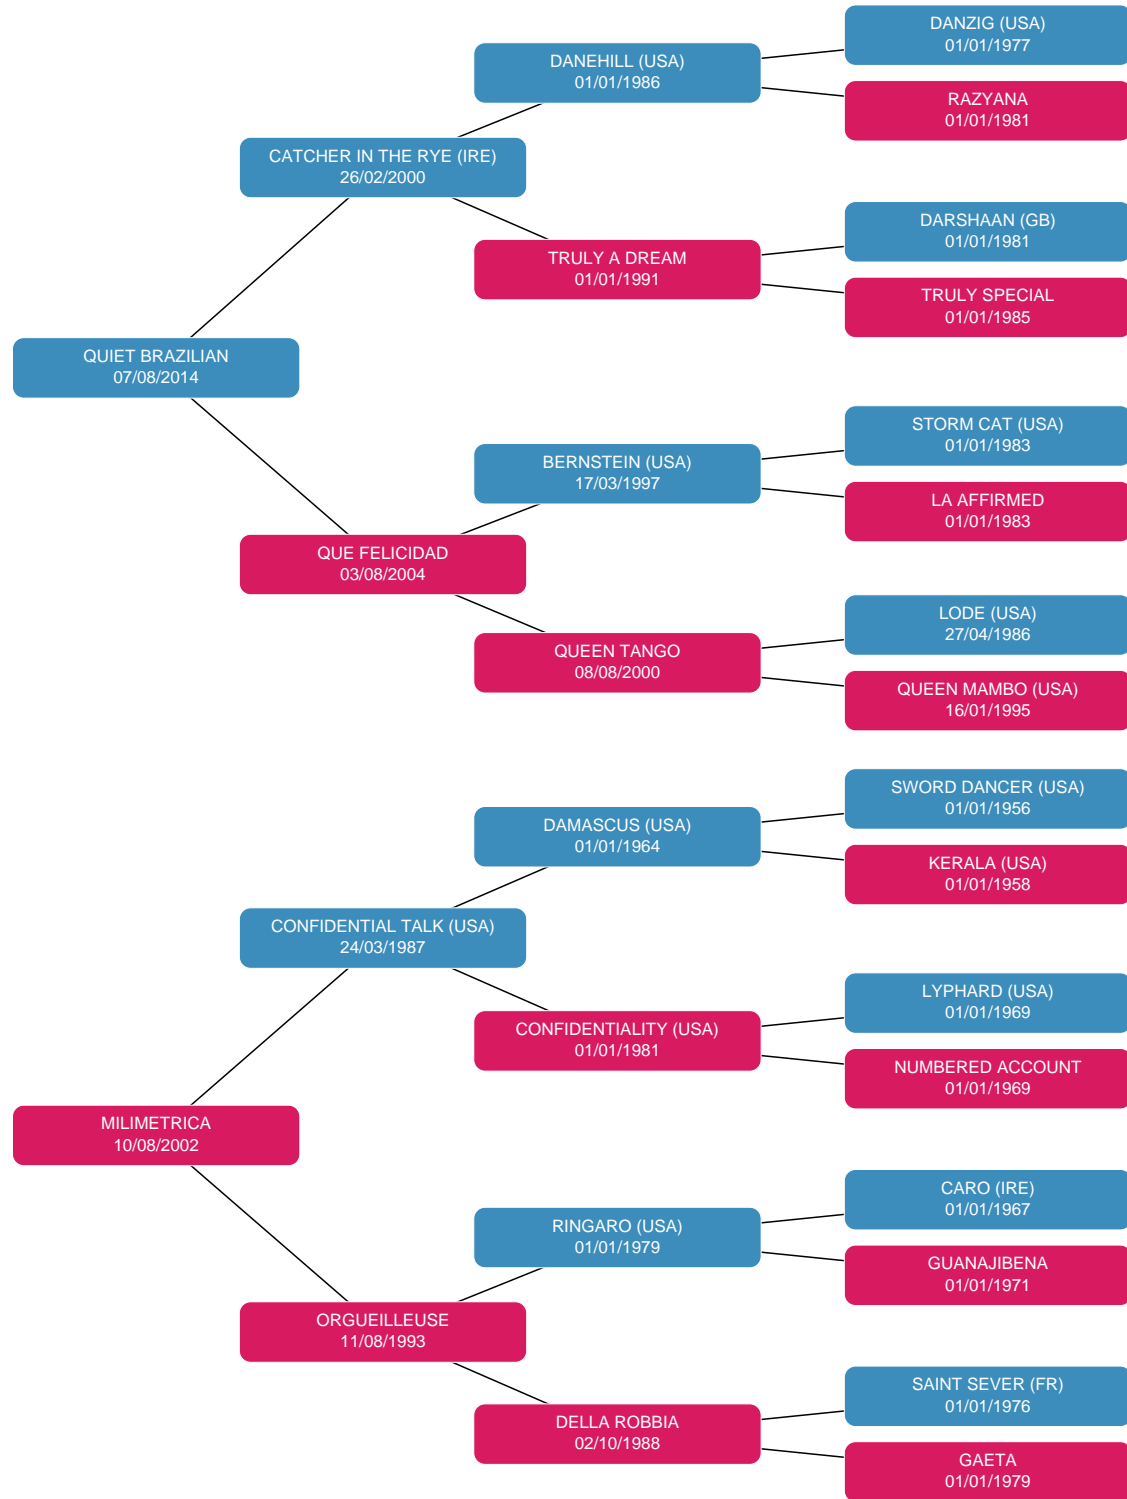 DANZIG (USA)
01/01/1977
DANEHILL (USA)
01/01/1986
RAZYANA
01/01/1981
CATCHER IN THE RYE (IRE)
26/02/2000
DARSHAAN (GB)
01/01/1981
TRULY A DREAM
01/01/1991
TRULY SPECIAL
01/01/1985
QUIET BRAZILIAN
07/08/2014
STORM CAT (USA)
01/01/1983
BERNSTEIN (USA)
17/03/1997
LA AFFIRMED
01/01/1983
QUE FELICIDAD
03/08/2004
LODE (USA)
27/04/1986
QUEEN TANGO
08/08/2000
QUEEN MAMBO (USA)
16/01/1995
SWORD DANCER (USA)
01/01/1956
DAMASCUS (USA)
01/01/1964
KERALA (USA)
01/01/1958
CONFIDENTIAL TALK (USA)
24/03/1987
LYPHARD (USA)
01/01/1969
CONFIDENTIALITY (USA)
01/01/1981
NUMBERED ACCOUNT
01/01/1969
MILIMETRICA
10/08/2002
CARO (IRE)
01/01/1967
RINGARO (USA)
01/01/1979
GUANAJIBENA
01/01/1971
ORGUEILLEUSE
11/08/1993
SAINT SEVER (FR)
01/01/1976
DELLA ROBBIA
02/10/1988
GAETA
01/01/1979